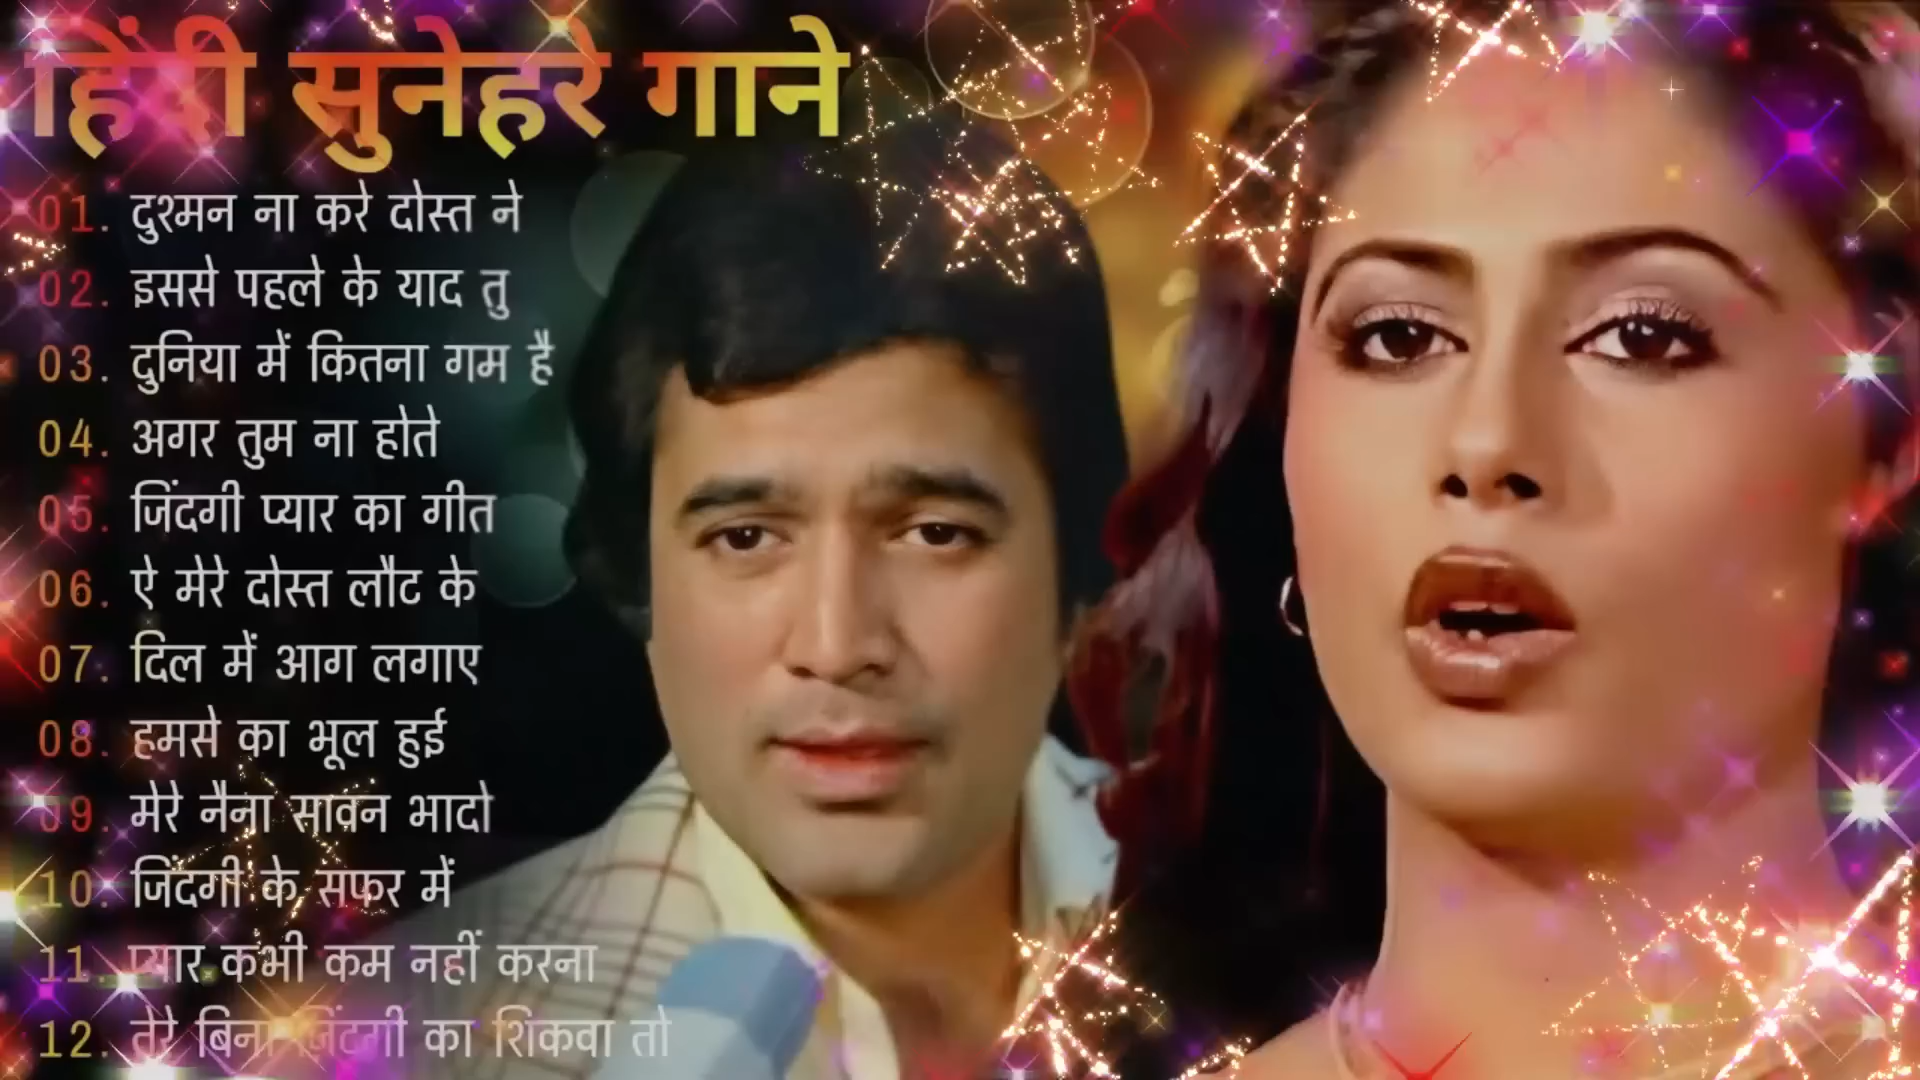 हिंदी सुनेहरे गाने
01. दुश्मन ना करे दोस्त ने
02. इससे पहले के याद तु
03. दुनिया में कितना गम है
04. अगर तुम ना होते
05. जिंदगी प्यार का गीत
06. ऐ मेरे दोस्त लौट के
07. दिल में आग लगाए
08. हमसे का भूल हुई
09. मेरे नैना सावन भादो
10. जिंदगी के सफर में
11. प्यार कभी कम नहीं करना
12. तेरे बिना जिंदगी का शिकवा तो